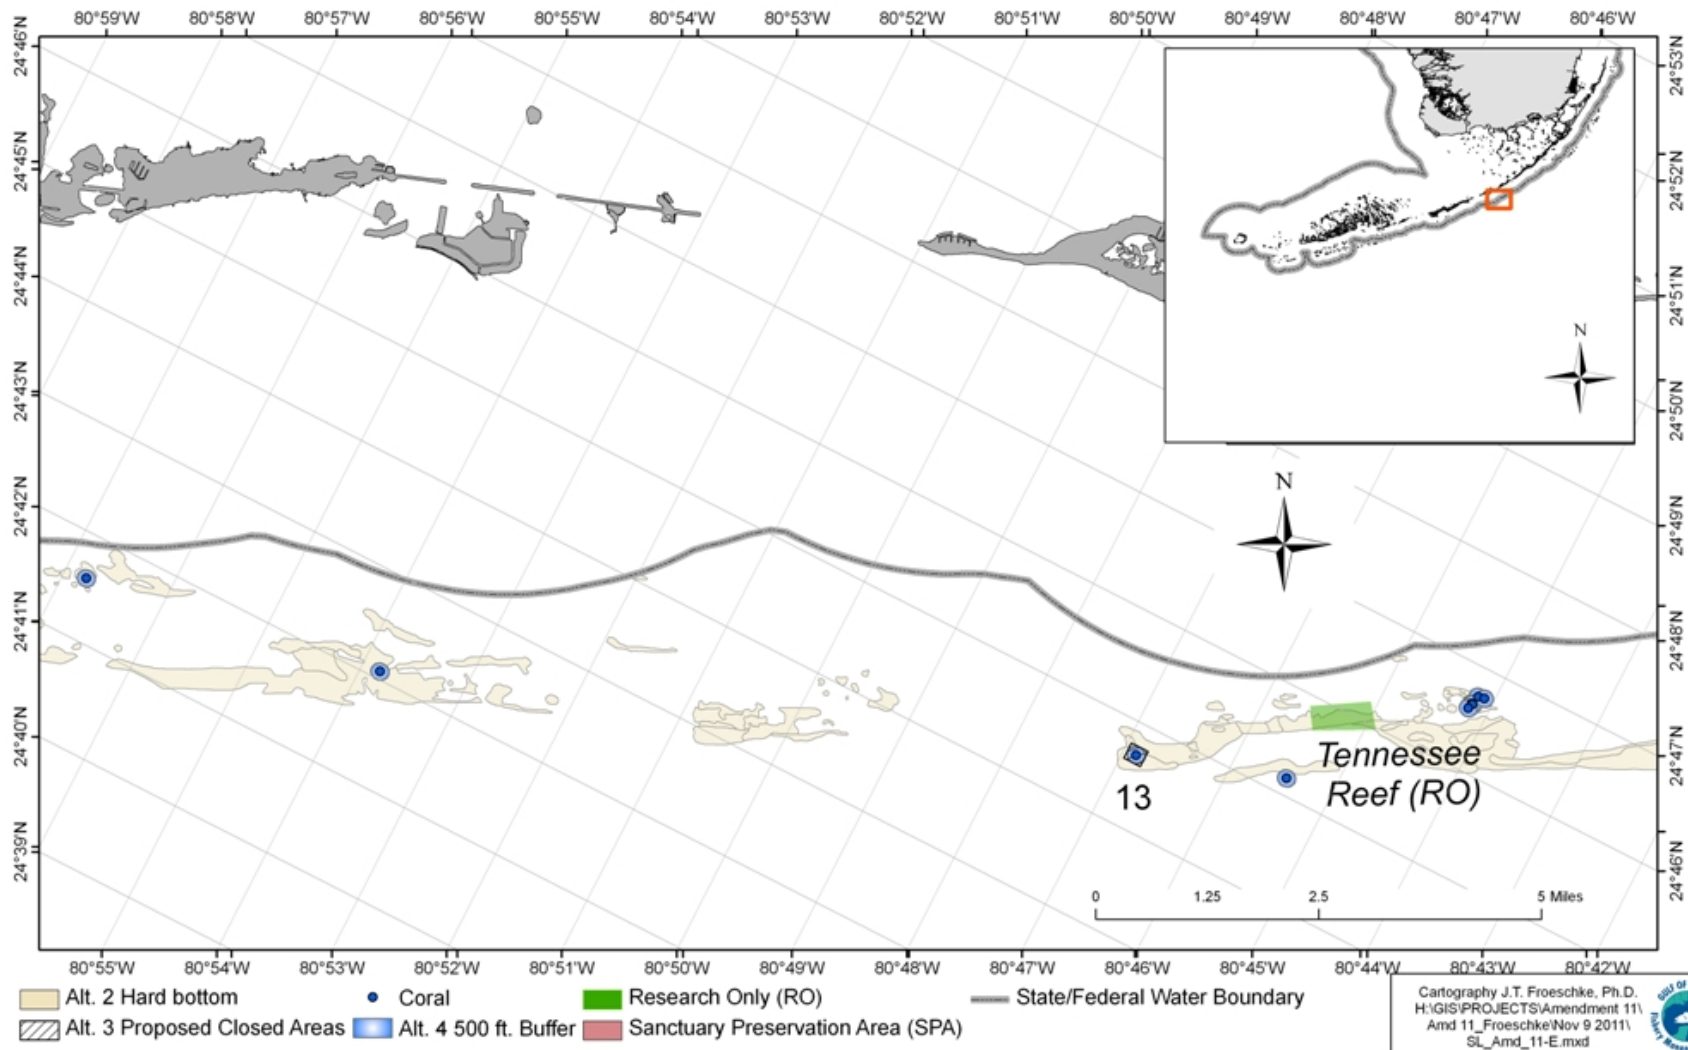 80°59'W 80°58'W 80°57'W 80°56'W 80°55'W 80°54'W 80°53'W 80°52'W 80°51'W 80°50'W 80°49'W 80°48'W 80°47'W 80°46'W
24°46'N
24°45'N
24°44'N
24°43'N
24°42'N
24°41'N
24°40'N
24°39'N
24°53'N
24°52'N
24°51'N
24°50'N
24°49'N
24°48'N
24°47'N
24°46'N
N
N
Tennessee
Reef (RO)
13
0 1.25 2.5 5 Miles
80°55'W 80°54'W 80°53'W 80°52'W 80°51'W 80°50'W 80°49'W 80°48'W 80°47'W 80°46'W 80°44'W 80°43'W 80°42'W
Alt. 2 Hard bottom Coral Research Only (RO) State/Federal Water Boundary
Alt. 3 Proposed Closed Areas Alt. 4 500 ft. Buffer Sanctuary Preservation Area (SPA)
Cartography J.T. Froeschke, Ph.D.
H:\GIS\PROJECTS\Amendment 11\
Amd 11_Froeschke\Nov 9 2011\
SL_Amd_11-E.mxd
GULF OF